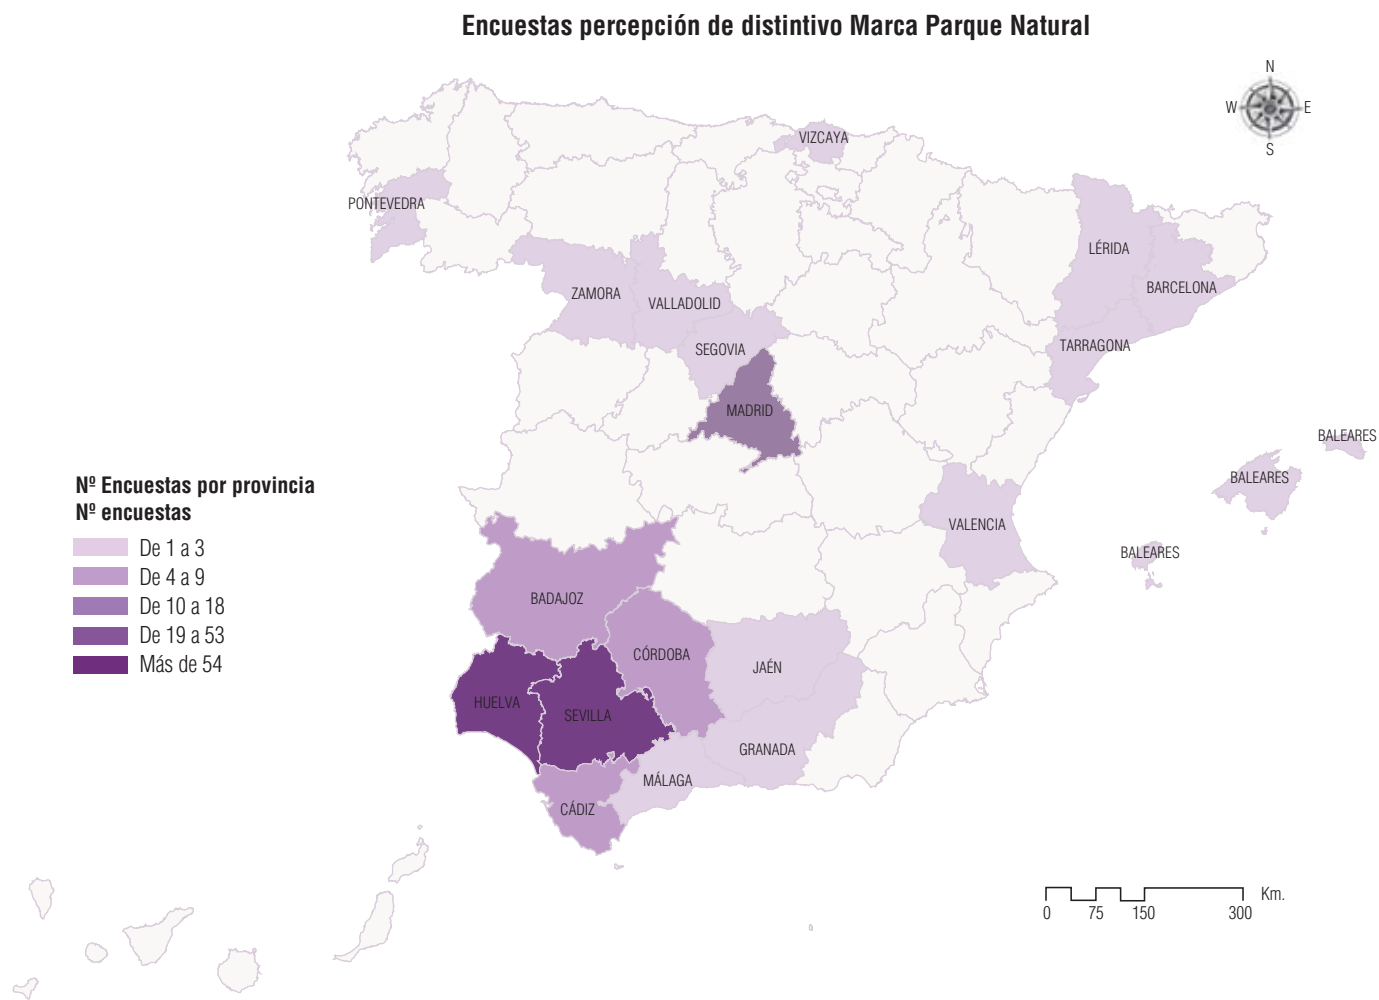 Encuestas percepción de distintivo Marca Parque Natural
N
W
E
S
VIZCAYA
PONTEVEDRA
LÉRIDA
BARCELONA
ZAMORA
VALLADOLID
TARRAGONA
SEGOVIA
MADRID
BALEARES
BALEARES
BALEARES
VALENCIA
Nº Encuestas por provincia
Nº encuestas
De 1 a 3
De 4 a 9
De 10 a 18
De 19 a 53
Más de 54
BADAJOZ
CÓRDOBA
JAÉN
HUELVA
SEVILLA
GRANADA
MÁLAGA
CÁDIZ
Km.
0 75 150 300